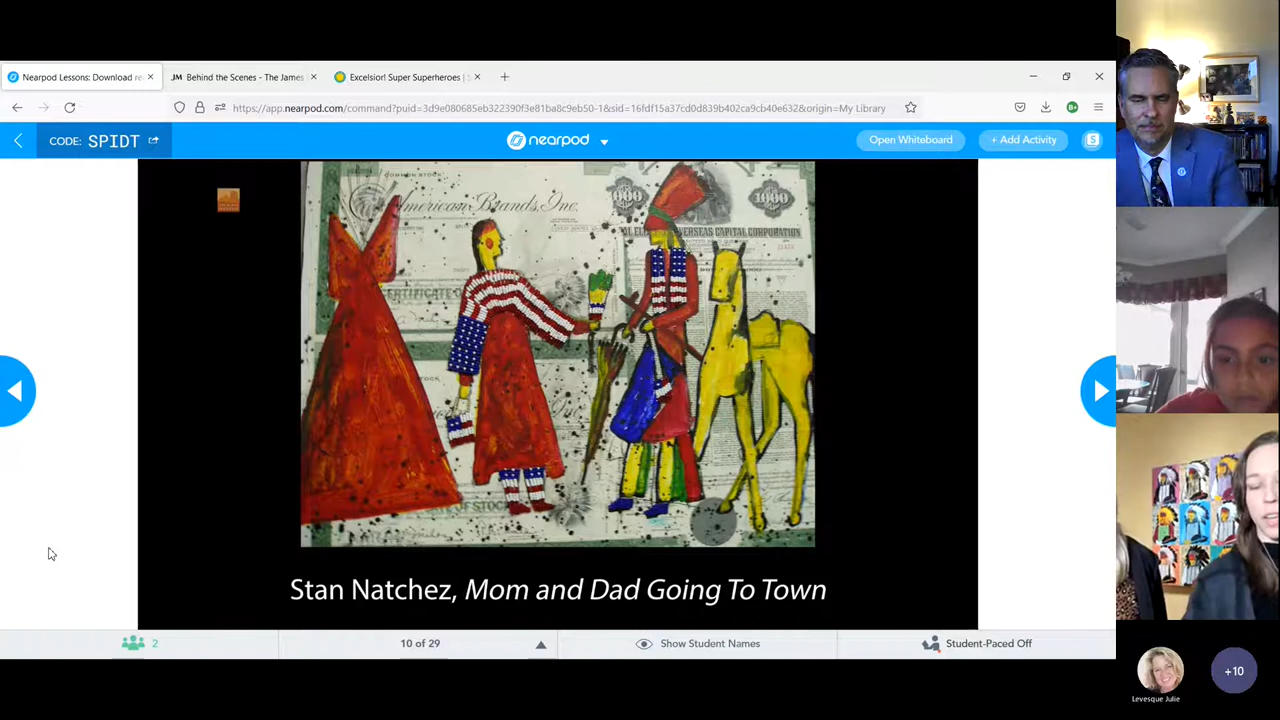 Nearpod Lessons: Download re
JM Behind the Scenes - The James
Excelsior! Super Superheroes | S
https://app.nearpod.com/command?puid=3d9e080685eb322390f3e81ba8c9eb50-1&sid=16fdf15a37cd0d839b402ca9cb40e632&origin=My Library
CODE: SPIDT
nearpod
Open Whiteboard
+ Add Activity
S
COMMON STOCK
American Brands, Inc.
1000
OVERSEAS CAPITAL CORPORATION
Stan Natchez, Mom and Dad Going To Town
2
10 of 29
Show Student Names
Student-Paced Off
+10
Levesque Julie